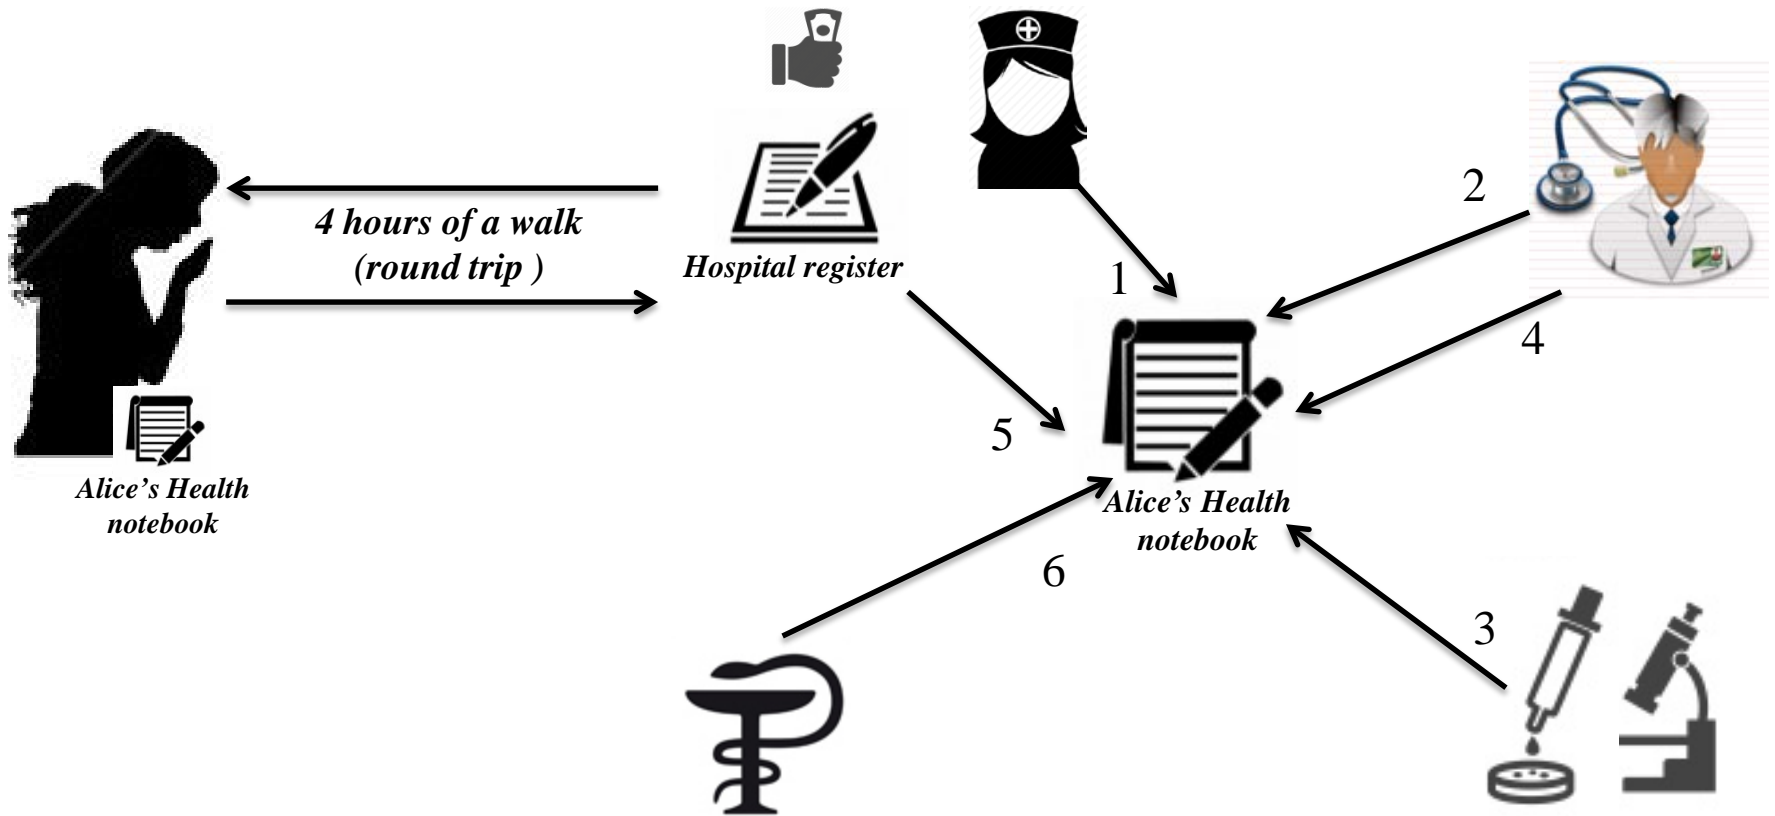 4 hours of a walk
(round trip )
Hospital register
Alice's Health
notebook
1
2
4
5
Alice's Health
notebook
6
3